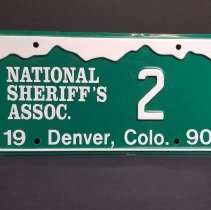 NATIONAL
SHERIFF'S
ASSOC.
2
19 Denver, Colo. 90